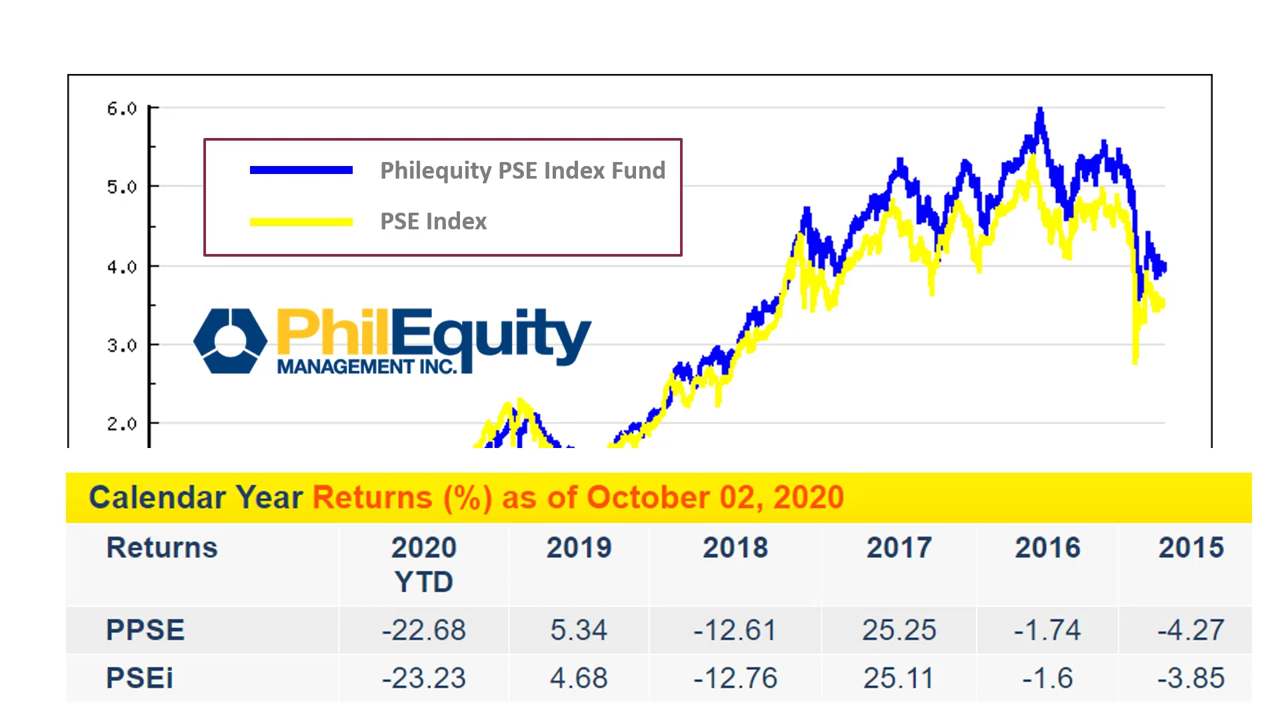 6.0
Philequity PSE Index Fund
5.0
PSE Index
4.0
PhilEquity
MANAGEMENT INC.
3.0
2.0
Calendar Year Returns (%) as of October 02, 2020
Returns 2020 YTD 2019 2018 2017 2016 2015
PPSE -22.68 5.34 -12.61 25.25 -1.74 -4.27
PSEi -23.23 4.68 -12.76 25.11 -1.6 -3.85